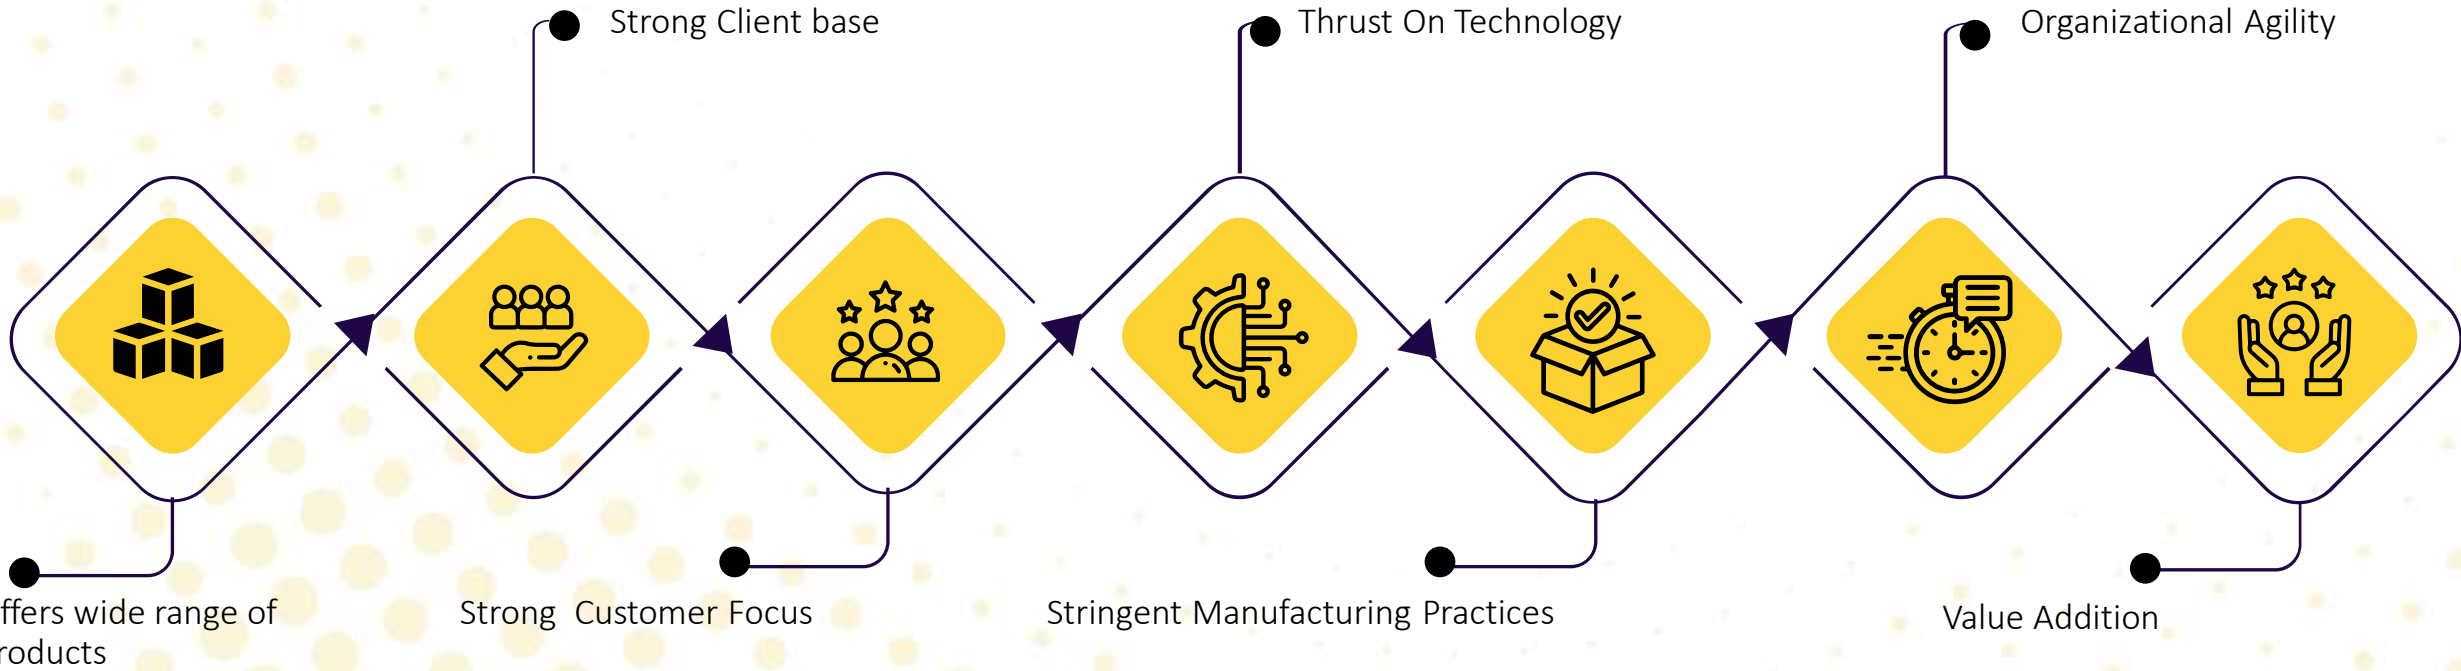 Strong Client base
Thrust On Technology
Organizational Agility
ffers wide range of
roducts
Strong Customer Focus
Stringent Manufacturing Practices
Value Addition